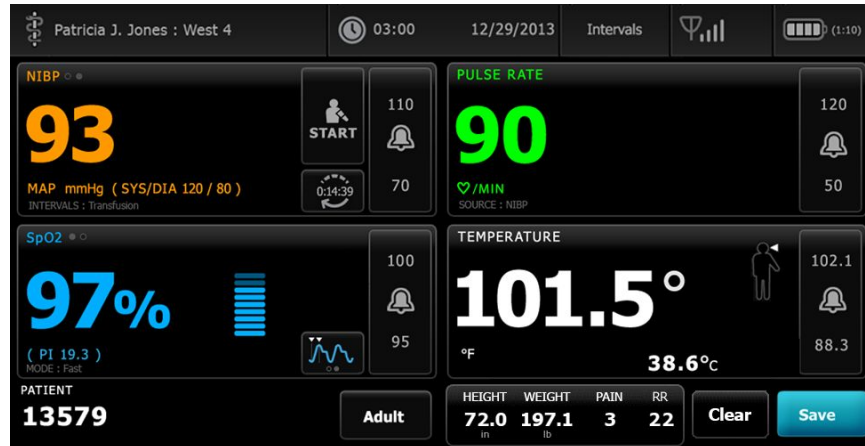 Patricia J. Jones : West 4
03:00
12/29/2013
Intervals
(1:10)
NIBP
93
MAP mmHg ( SYS/DIA 120 / 80 )
INTERVALS : Transfusion
START
0:14:39
110
70
PULSE RATE
90
/MIN
SOURCE : NIBP
120
50
SpO2
97%
( PI 19.3 )
MODE : Fast
100
95
TEMPERATURE
101.5°
°F
38.6°C
102.1
88.3
PATIENT
13579
Adult
HEIGHT WEIGHT PAIN RR
72.0 197.1 3 22
in lb
Clear
Save